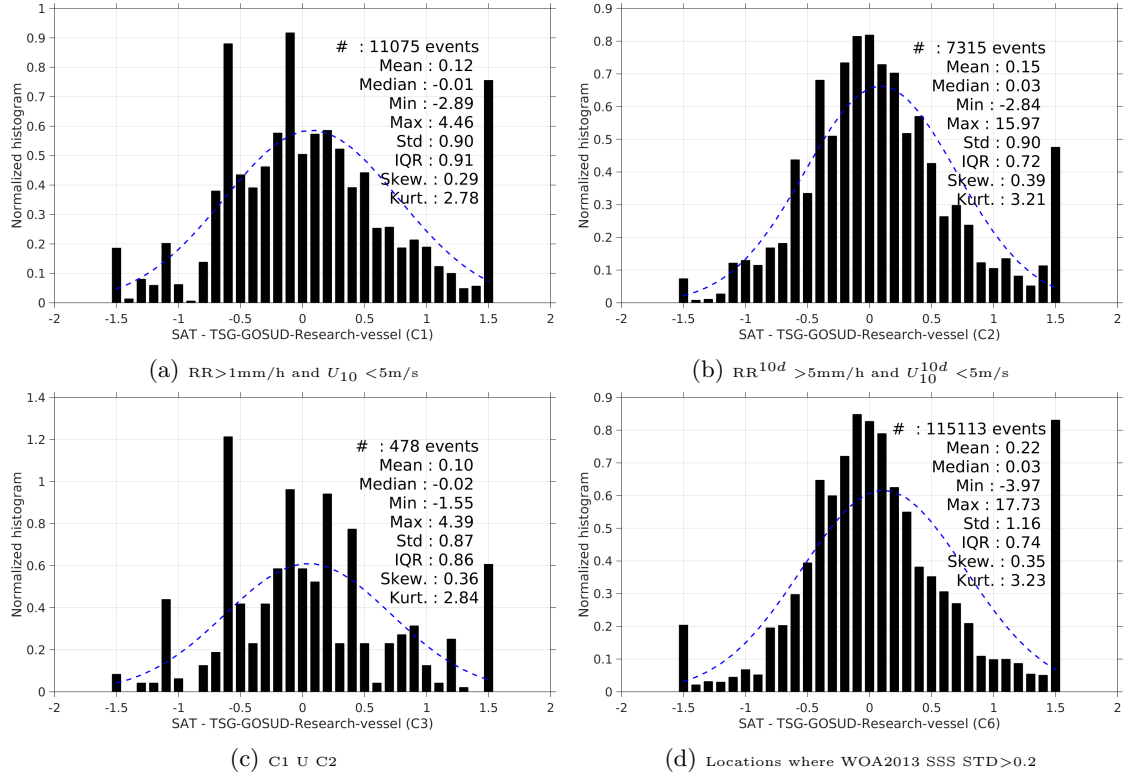 1
0.9
0.8
0.7
0.6
0.5
0.4
0.3
0.2
0.1
0
Normalized histogram
# : 11075 events
Mean : 0.12
Median : -0.01
Min : -2.89
Max : 4.46
Std : 0.90
IQR : 0.91
Skew. : 0.29
Kurt. : 2.78
-2 -1.5 -1 -0.5 0 0.5 1 1.5 2
SAT - TSG-GOSUD-Research-vessel (C1)
(a) RR>1mm/h and U10 <5m/s
0.9
0.8
0.7
0.6
0.5
0.4
0.3
0.2
0.1
0
Normalized histogram
# : 7315 events
Mean : 0.15
Median : 0.03
Min : -2.84
Max : 15.97
Std : 0.90
IQR : 0.72
Skew. : 0.39
Kurt. : 3.21
-2 -1.5 -1 -0.5 0 0.5 1 1.5 2
SAT - TSG-GOSUD-Research-vessel (C2)
(b) RR10d >5mm/h and U10d10 <5m/s
1.4
1.2
1
0.8
0.6
0.4
0.2
0
Normalized histogram
# : 478 events
Mean : 0.10
Median : -0.02
Min : -1.55
Max : 4.39
Std : 0.87
IQR : 0.86
Skew. : 0.36
Kurt. : 2.84
-2 -1.5 -1 -0.5 0 0.5 1 1.5 2
SAT - TSG-GOSUD-Research-vessel (C3)
(c) C1 U C2
0.9
0.8
0.7
0.6
0.5
0.4
0.3
0.2
0.1
0
Normalized histogram
# : 115113 events
Mean : 0.22
Median : 0.03
Min : -3.97
Max : 17.73
Std : 1.16
IQR : 0.74
Skew. : 0.35
Kurt. : 3.23
-2 -1.5 -1 -0.5 0 0.5 1 1.5 2
SAT - TSG-GOSUD-Research-vessel (C6)
(d) Locations where WOA2013 SSS STD>0.2